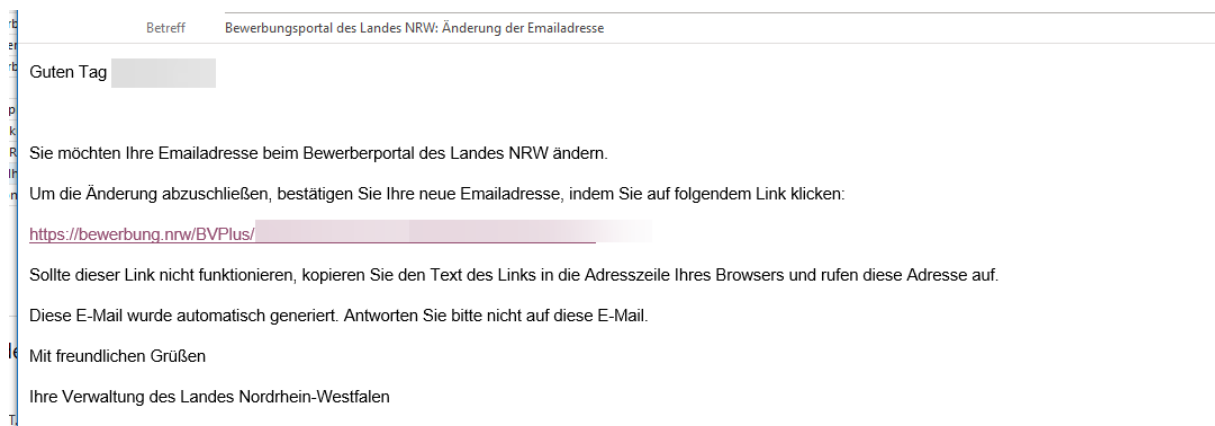 Betreff Bewerbungsportal des Landes NRW: Änderung der Emailadresse
Guten Tag
Sie möchten Ihre Emailadresse beim Bewerberportal des Landes NRW ändern.
Um die Änderung abzuschließen, bestätigen Sie Ihre neue Emailadresse, indem Sie auf folgendem Link klicken:
https://bewerbung.nrw/BVPlus/
Sollte dieser Link nicht funktionieren, kopieren Sie den Text des Links in die Adresszeile Ihres Browsers und rufen diese Adresse auf.
Diese E-Mail wurde automatisch generiert. Antworten Sie bitte nicht auf diese E-Mail.
Mit freundlichen Grüßen
Ihre Verwaltung des Landes Nordrhein-Westfalen